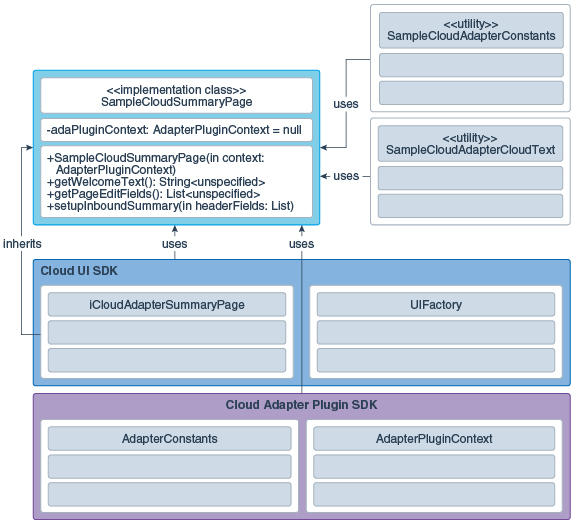 <<utility>>
SampleCloudAdapterConstants
<<implementation class>>
SampleCloudSummaryPage
uses
-adaPluginContext: AdapterPluginContext = null
<<utility>>
SampleCloudAdapterCloudText
+SampleCloudSummaryPage(in context:
AdapterPluginContext)
+getWelcomeText(): String<unspecified>
+getPageEditFields(): List<unspecified>
+setupInboundSummary(in headerFields: List)
uses
inherits
uses
uses
Cloud UI SDK
iCloudAdapterSummaryPage
UIFactory
Cloud Adapter Plugin SDK
AdapterConstants
AdapterPluginContext